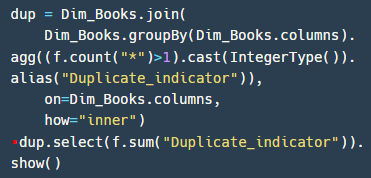 dup = Dim_Books.join(
    Dim_Books.groupBy(Dim_Books.columns).
agg((f.count("*")>1).cast(IntegerType()).
alias("Duplicate_indicator")),
    on=Dim_Books.columns,
    how="inner")
dup.select(f.sum("Duplicate_indicator")).
show()